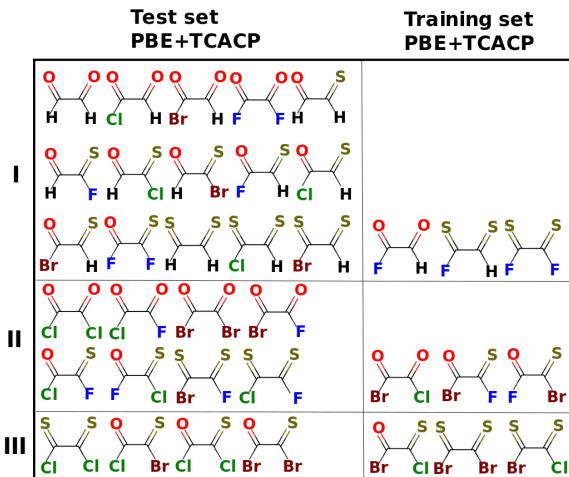 Test set
PBE+TCACP
Training set
PBE+TCACP
O O O O O O O O O S
H H Cl H Br H F F H H
I
O S O S O S O S O S
H F H Cl H Br F H Cl H
O S O S S S S S S S O O S S S S
Br H F F H H Cl H Br H F H F H F F
II
O O O O O O O O
Cl Cl Cl F Br Br Br F
O S O S S S S S O O O S O S
Cl F F Cl Br F Cl F Br Cl Br F F Br
III
S S O S O S O S O S S S S S
Cl Cl Cl Br Cl Cl Br Br Br Cl Br Br Br Cl